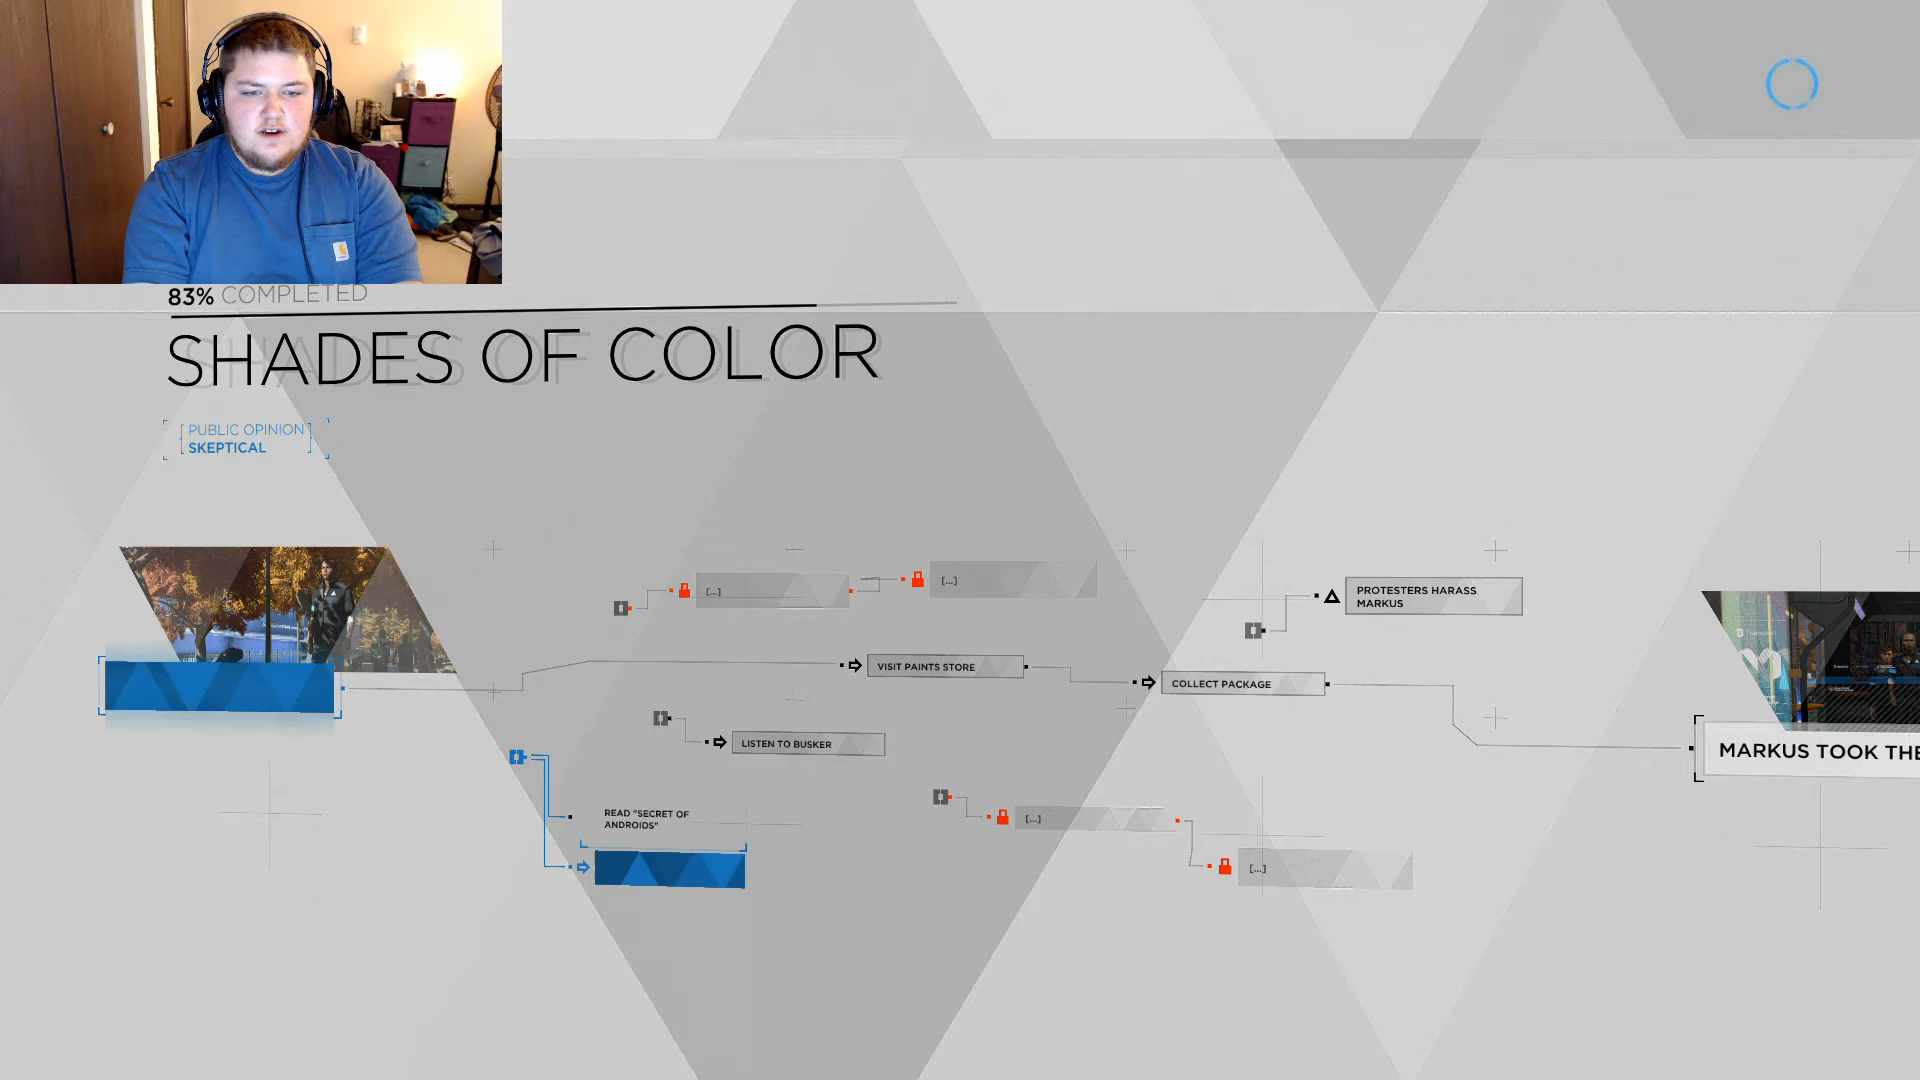 83% COMPLETED
SHADES OF COLOR
PUBLIC OPINION
SKEPTICAL
[...]
[...]
PROTESTERS HARASS
MARKUS
VISIT PAINTS STORE
COLLECT PACKAGE
LISTEN TO BUSKER
MARKUS TOOK THE
READ "SECRET OF
ANDROIDS"
[...]
[...]